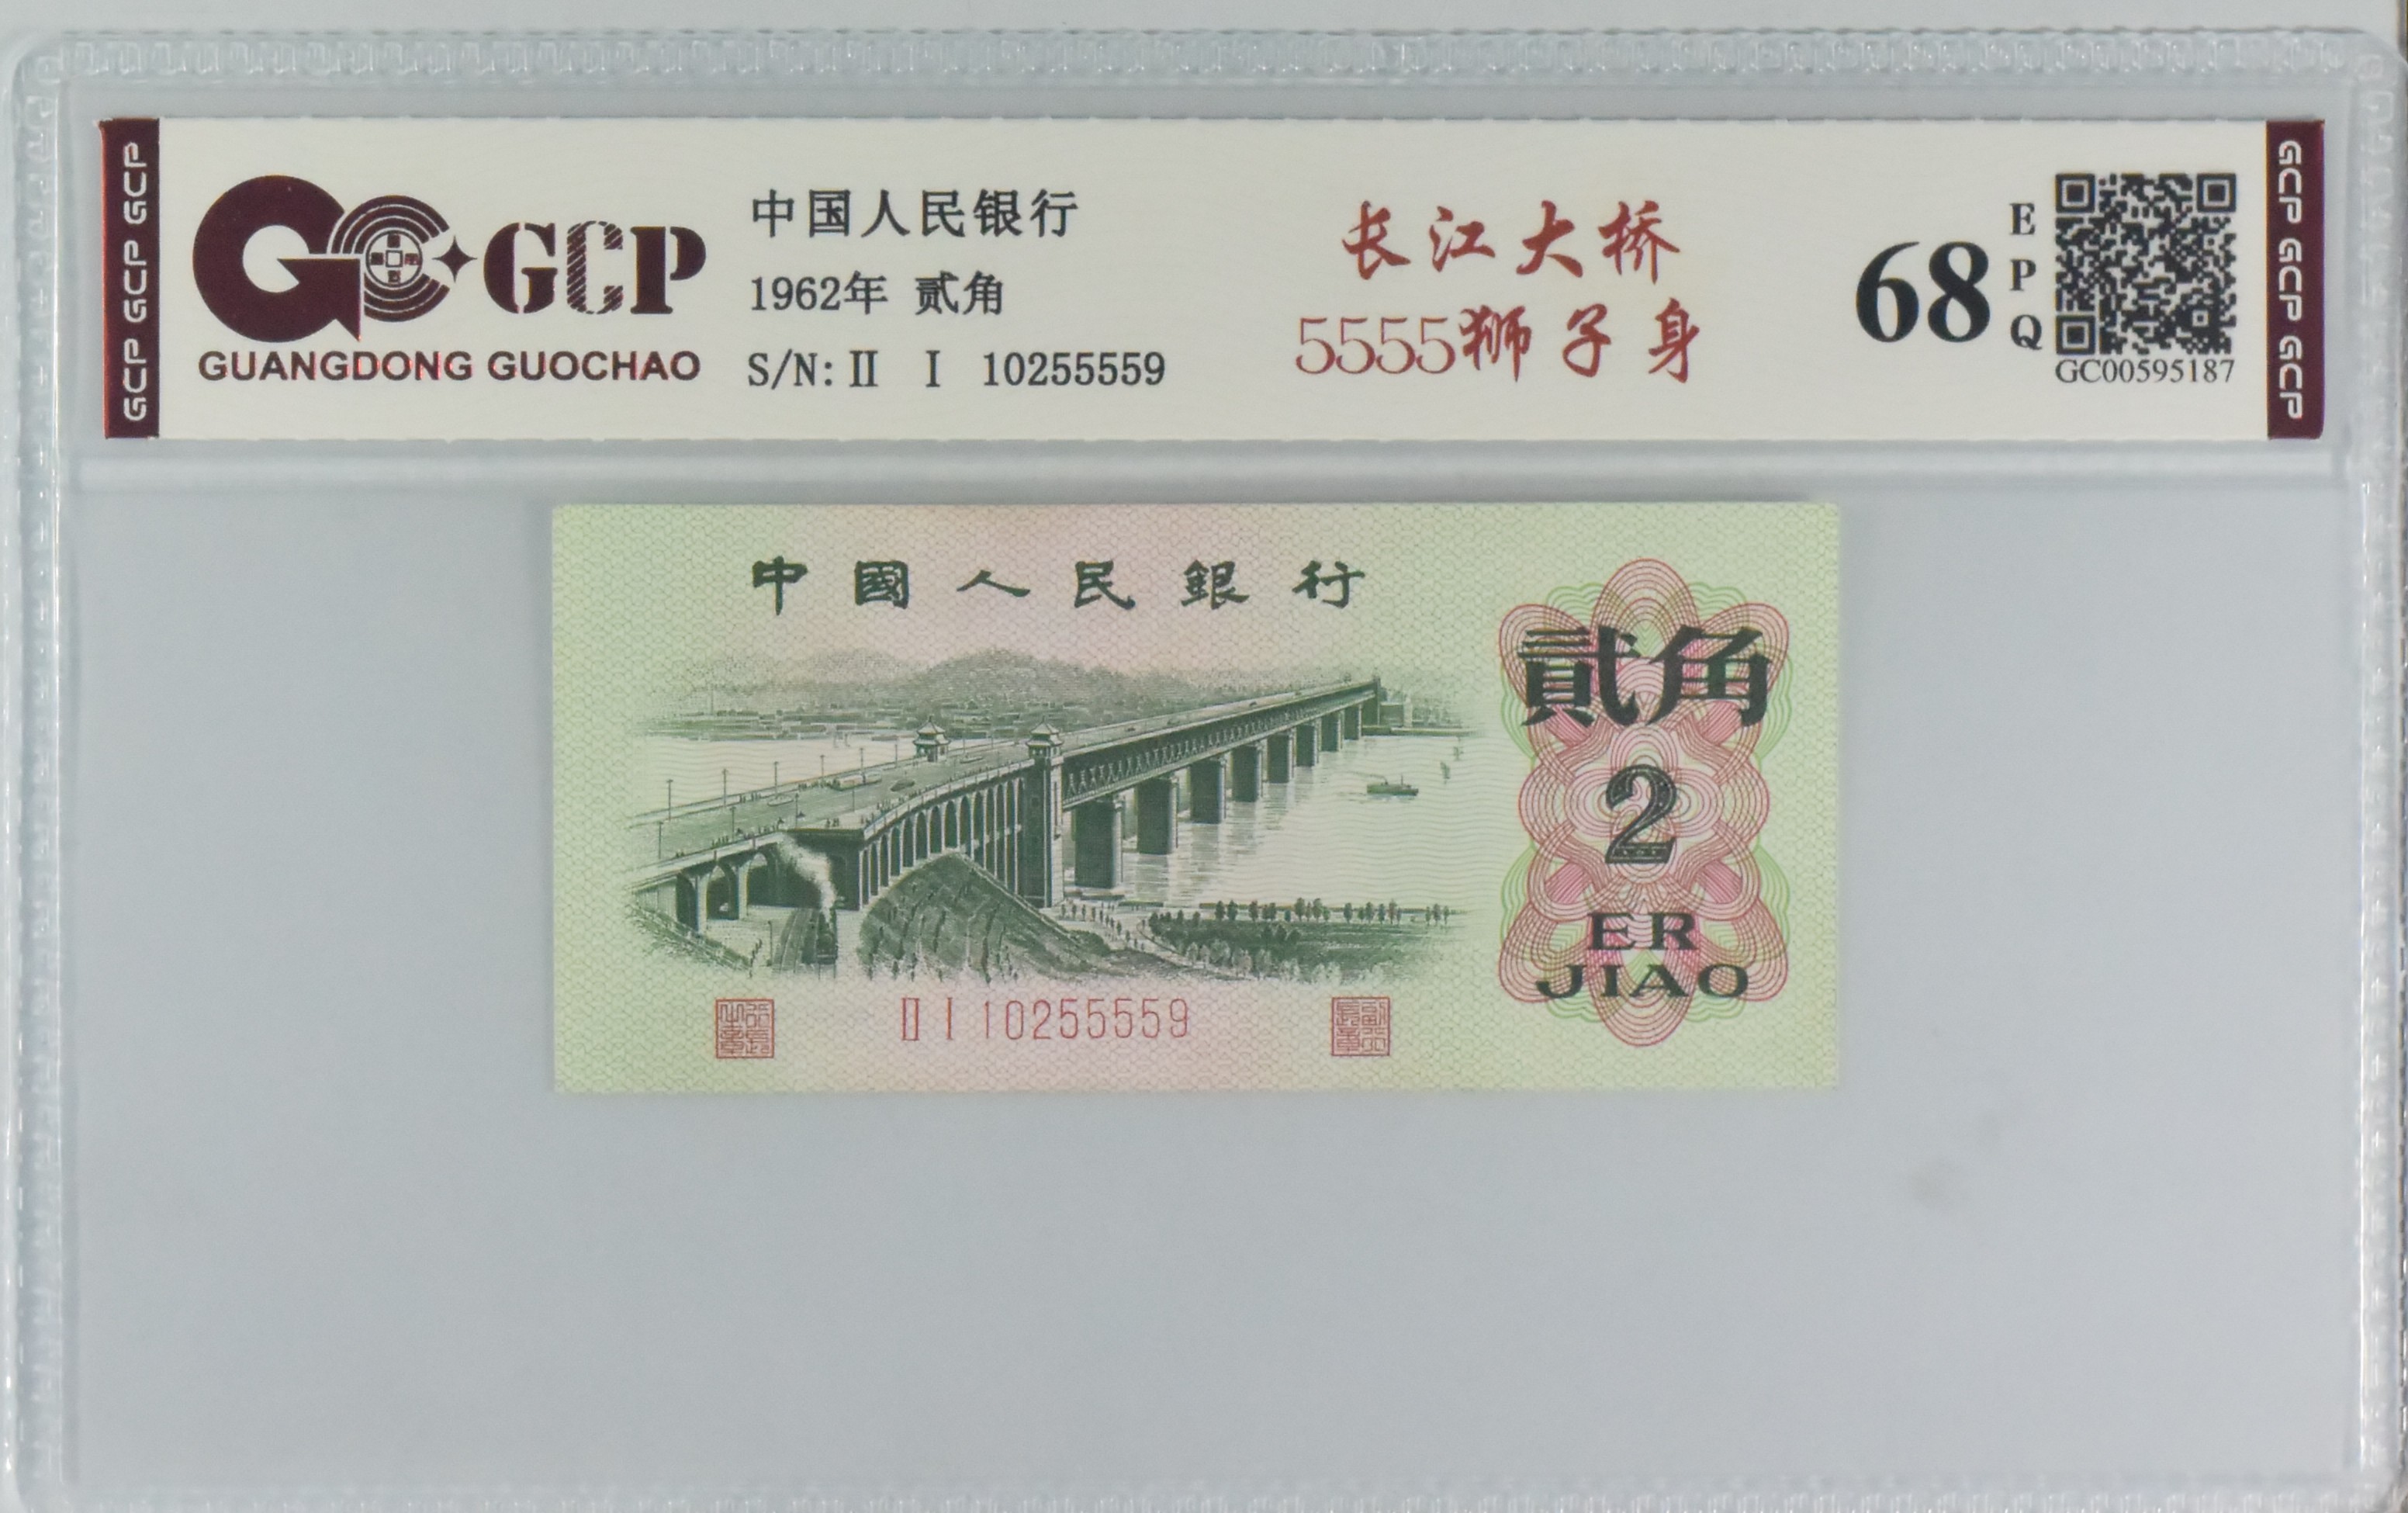 GCP GCP GCP
GCP
GUANGDONG GUOCHAO
中国人民银行
1962年 贰角
S/N: II I 10255559
长江大桥
5555狮子身
68
EPQ
GC00595187
GCP GCP GCP
中國人民銀行
貳角
2
ER
JIAO
II I 10255559